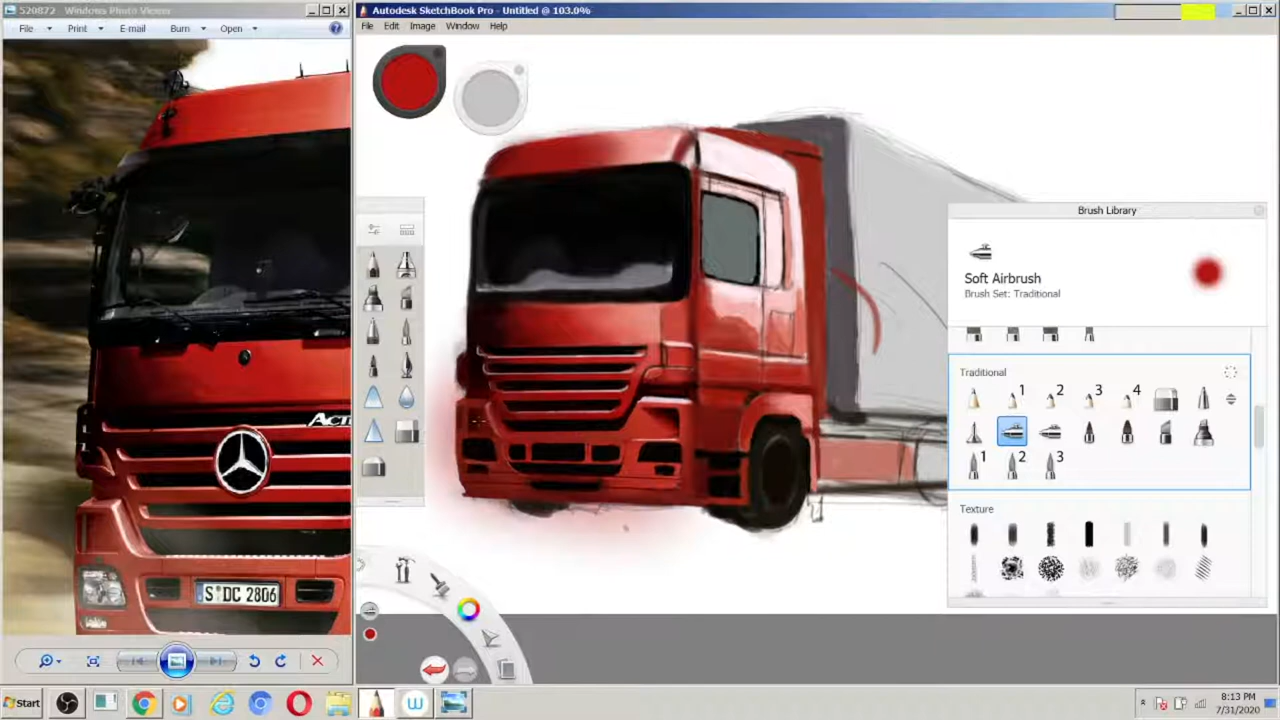 520872 - Windows Photo Viewer
File Print E-mail Burn Open
ACT
S DC 2806
Autodesk SketchBook Pro - Untitled @ 103.0%
File Edit Image Window Help
Brush Library
Soft Airbrush
Brush Set: Traditional
Traditional
1 2 3 4
1 2 3
Texture
Start
8:13 PM
7/31/2020